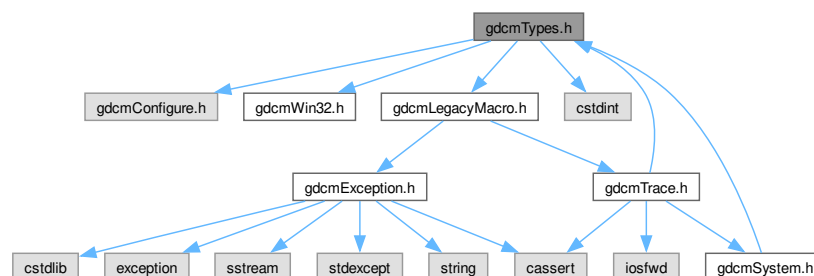 gdcmTypes.h
gdcmConfigure.h
gdcmWin32.h
gdcmLegacyMacro.h
cstdint
gdcmException.h
gdcmTrace.h
cstdlib
exception
sstream
stdexcept
string
cassert
iosfwd
gdcmSystem.h